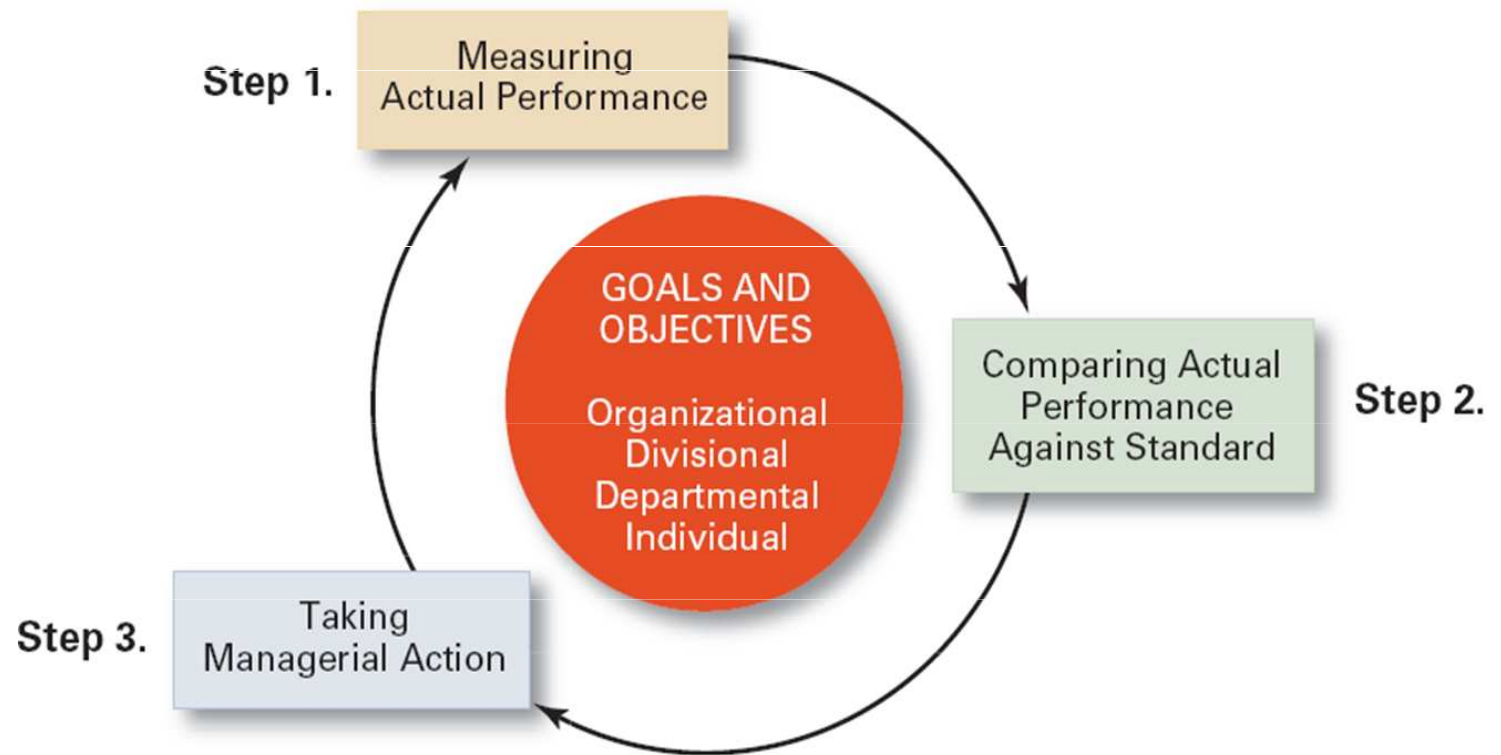 Step 1.
Measuring
Actual Performance
GOALS AND
OBJECTIVES
Organizational
Divisional
Departmental
Individual
Comparing Actual
Performance
Against Standard
Step 2.
Step 3.
Taking
Managerial Action